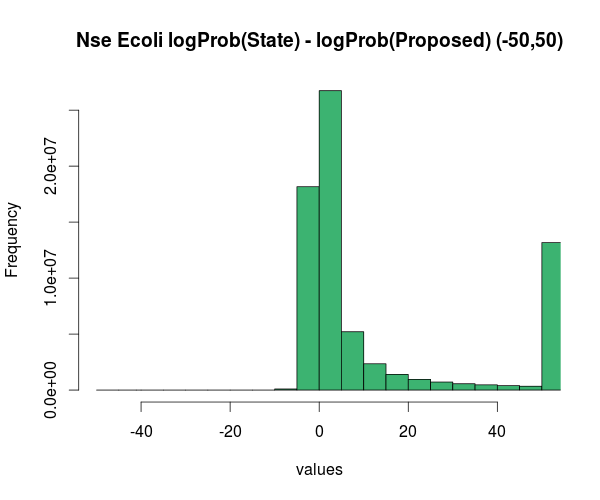 Nse Ecoli logProb(State) - logProb(Proposed) (-50,50)
Frequency
2.0e+07
1.0e+07
0.0e+00
-40 -20 0 20 40
values